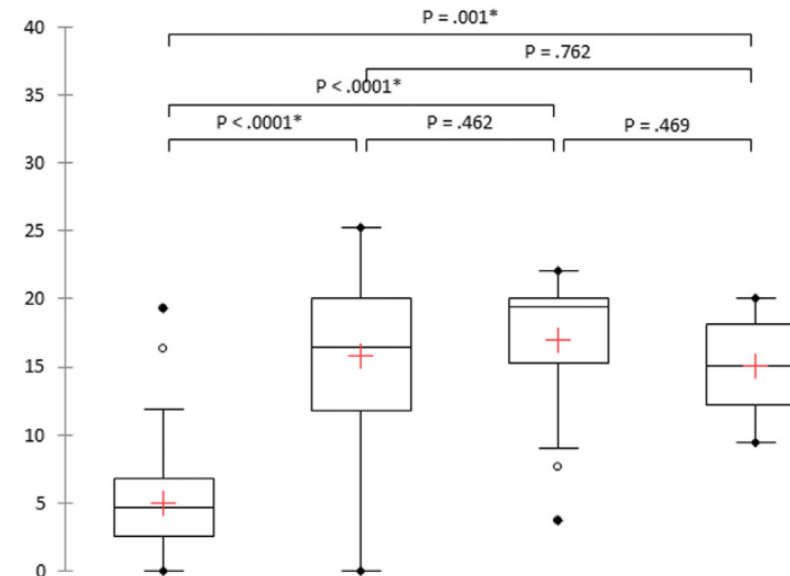 40
P = .001*
P = .762
35
P < .0001*
P < .0001*
P = .462
P = .469
30
25
20
15
10
5
0